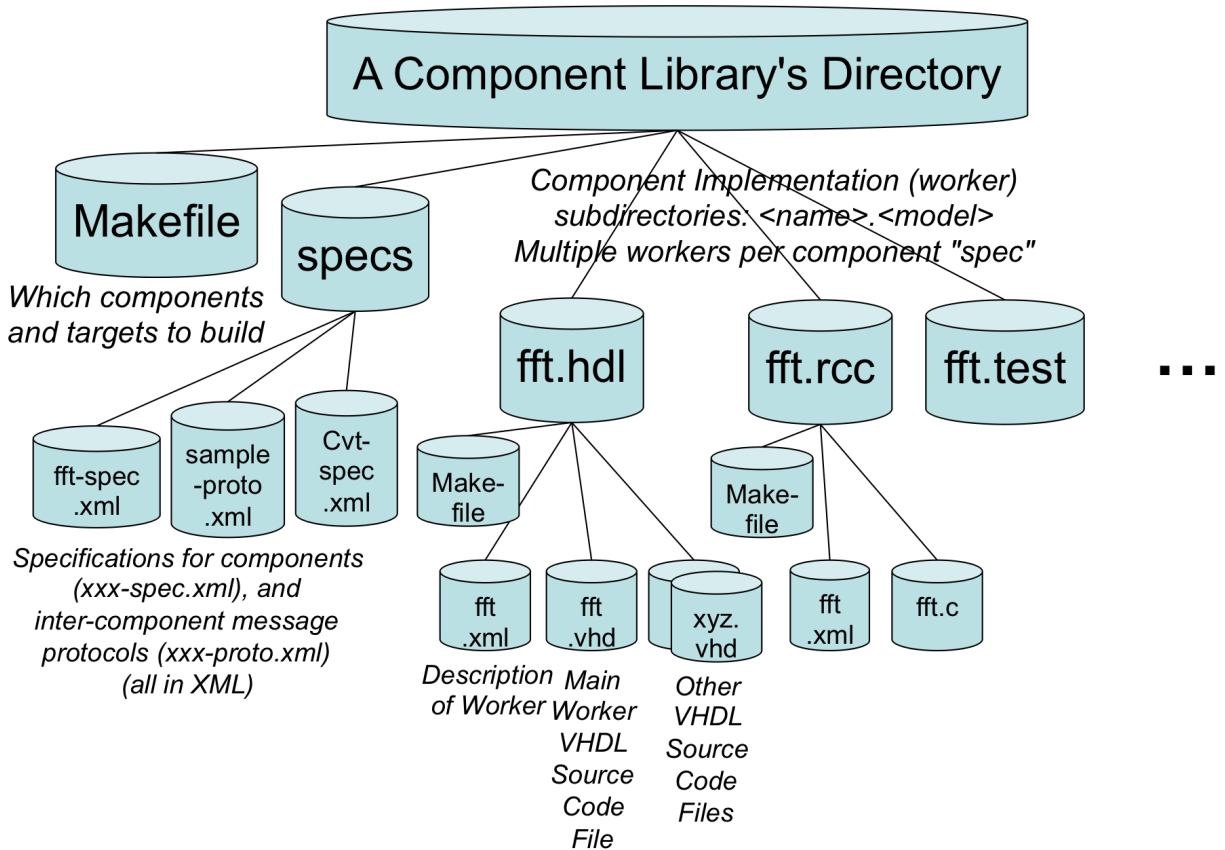 A Component Library's Directory
Makefile
Which components
and targets to build
specs
Component Implementation (worker)
subdirectories: <name>.<model>
Multiple workers per component "spec"
fft.hdl
fft.rcc
fft.test
...
fft-spec
.xml
sample
-proto
.xml
Cvt-
spec
.xml
Specifications for components
(xxx-spec.xml), and
inter-component message
protocols (xxx-proto.xml)
(all in XML)
Make-
file
fft
.xml
Description
of Worker
fft
.vhd
Main
Worker
VHDL
Source
Code
File
xyz.
vhd
Other
VHDL
Source
Code
Files
Make-
file
fft
.xml
fft.c